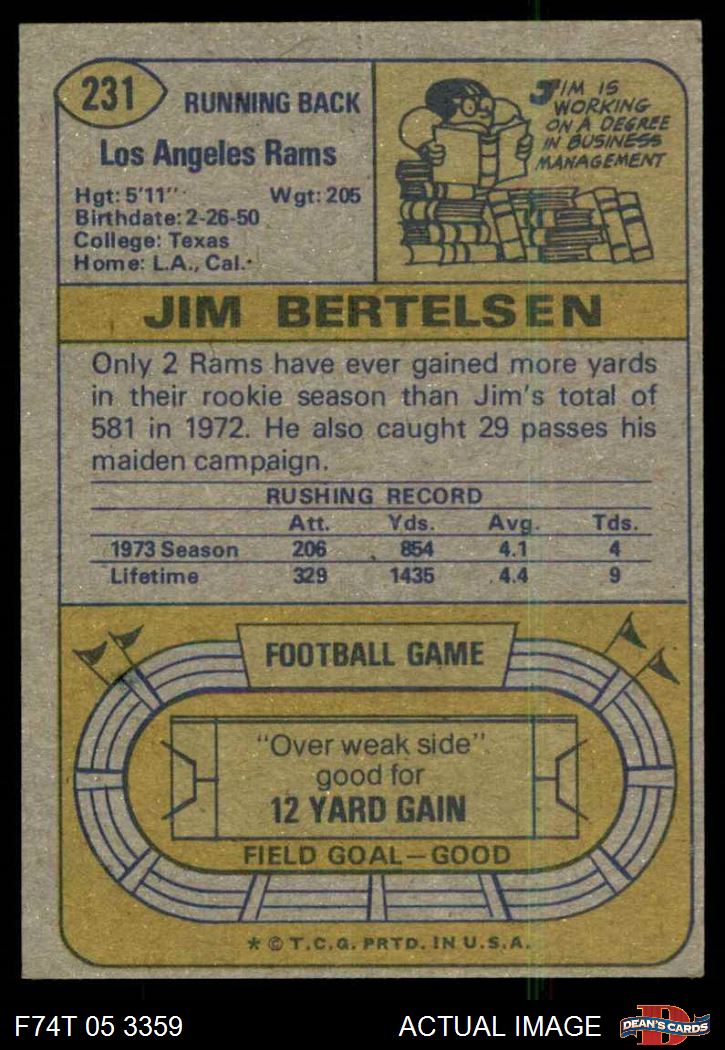 231
RUNNING BACK
Los Angeles Rams
Hgt: 5'11" Wgt: 205
Birthdate: 2-26-50
College: Texas
Home: L.A., Cal.
JIM IS
WORKING
ON A DEGREE
IN BUSINESS
MANAGEMENT
JIM BERTELSEN
Only 2 Rams have ever gained more yards
in their rookie season than Jim's total of
581 in 1972. He also caught 29 passes his
maiden campaign.
RUSHING RECORD
Att. Yds. Avg. Tds.
1973 Season 206 854 4.1 4
Lifetime 329 1435 4.4 9
FOOTBALL GAME
"Over weak side"
good for
12 YARD GAIN
FIELD GOAL—GOOD
* © T.C.G. PRTD. IN U.S.A.
F74T 05 3359
ACTUAL IMAGE
D
DEAN'S CARDS